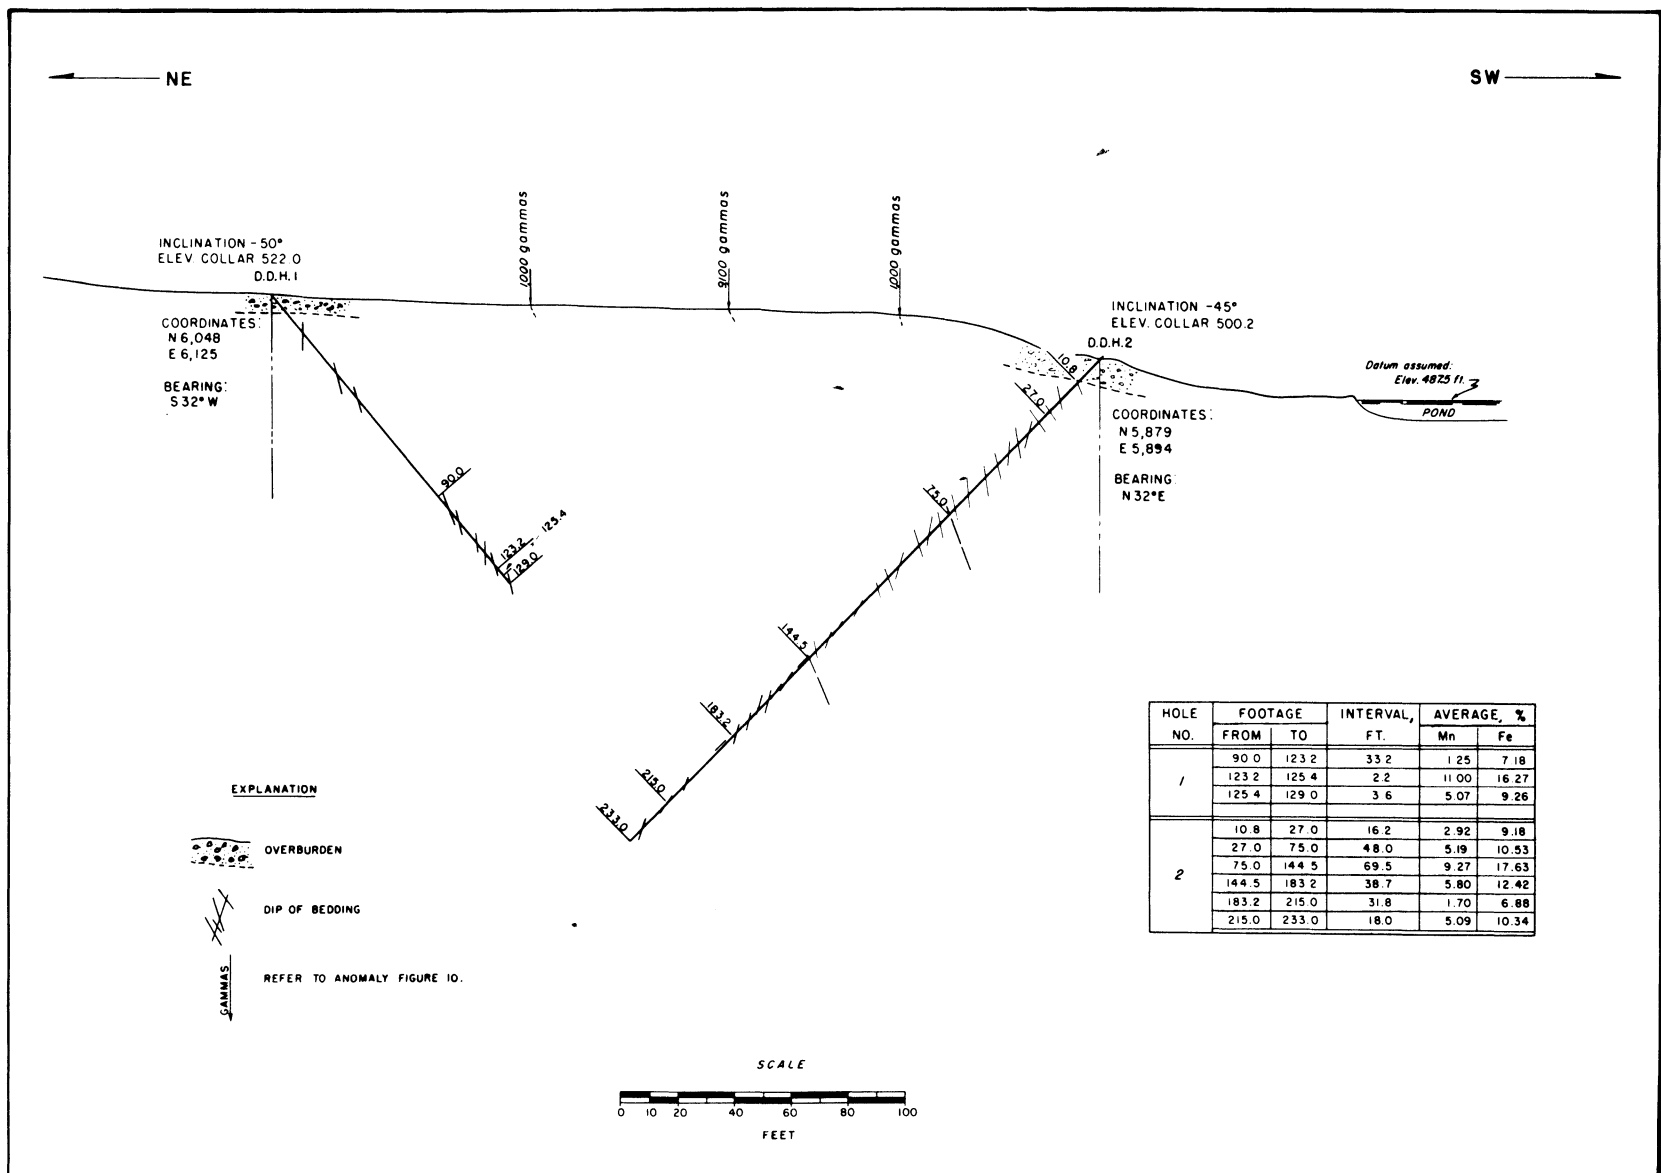 NE
SW
1000 gammas
9100 gammas
1000 gammas
INCLINATION -50°
ELEV. COLLAR 522.0
D.D.H. 1
COORDINATES:
N 6,048
E 6,125
BEARING:
S 32° W
INCLINATION -45°
ELEV. COLLAR 500.2
D.D.H. 2
COORDINATES:
N 5,879
E 5,894
BEARING:
N 32° E
Datum assumed:
Elev. 487.5 ft.
POND
90.0
123.2
125.4
129.0
10.8
27.0
75.0
144.5
183.2
215.0
233.0
HOLE NO. FOOTAGE INTERVAL, FT. AVERAGE, %
FROM TO Mn Fe
1
90 0 123 2 33 2 1 25 7 18
123 2 125 4 2.2 11 00 16.27
125 4 129 0 3 6 5.07 9.26
2
10.8 27.0 16.2 2.92 9.18
27.0 75.0 48.0 5.19 10.53
75.0 144 5 69.5 9.27 17.63
144.5 183 2 38.7 5.80 12.42
183.2 215.0 31.8 1.70 6.88
215.0 233.0 18.0 5.09 10.34
EXPLANATION
OVERBURDEN
DIP OF BEDDING
GAMMAS
REFER TO ANOMALY FIGURE 10.
SCALE
0 10 20 40 60 80 100
FEET